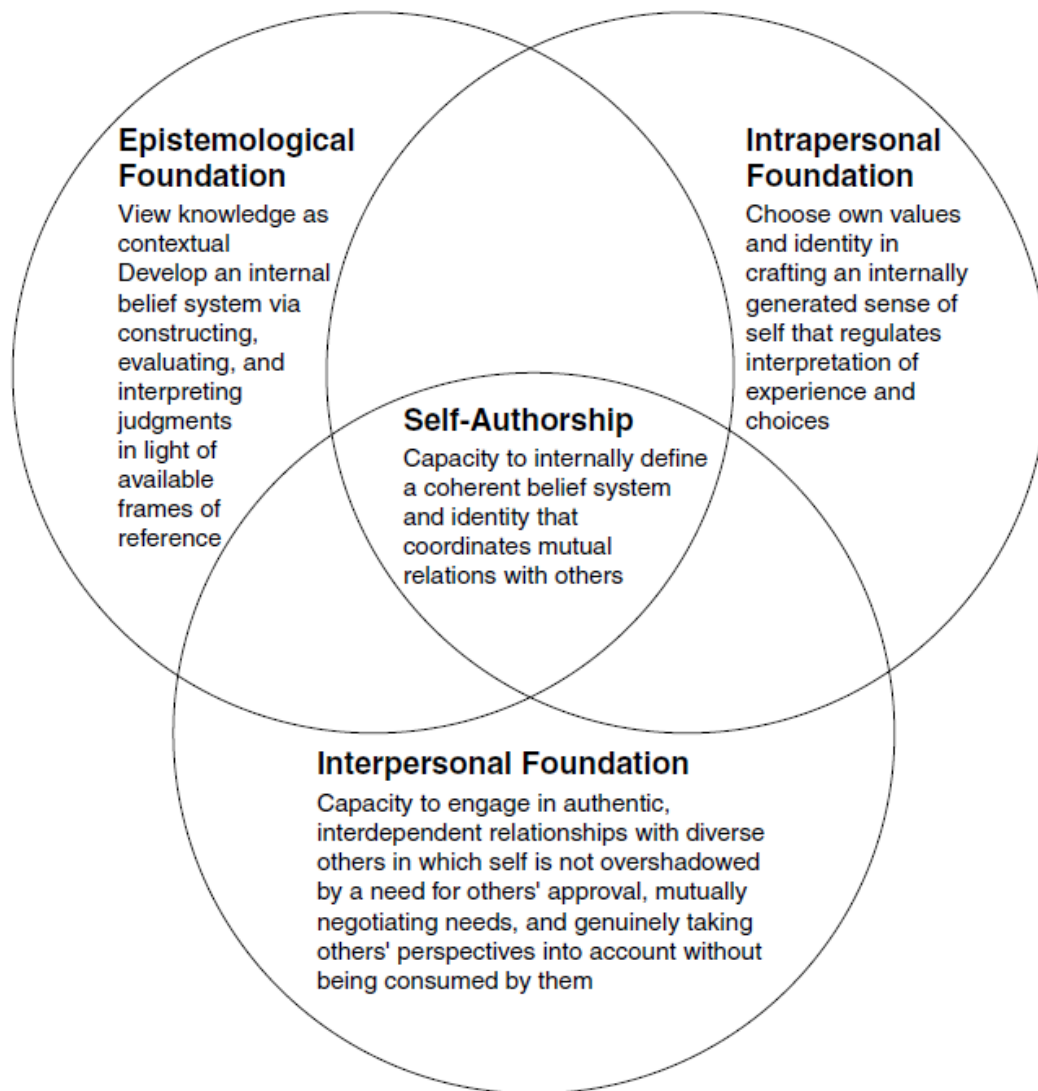 Epistemological
Foundation
View knowledge as
contextual
Develop an internal
belief system via
constructing,
evaluating, and
interpreting
judgments
in light of
available
frames of
reference
Intrapersonal
Foundation
Choose own values
and identity in
crafting an internally
generated sense of
self that regulates
interpretation of
experience and
choices
Self-Authorship
Capacity to internally define
a coherent belief system
and identity that
coordinates mutual
relations with others
Interpersonal Foundation
Capacity to engage in authentic,
interdependent relationships with diverse
others in which self is not overshadowed
by a need for others' approval, mutually
negotiating needs, and genuinely taking
others' perspectives into account without
being consumed by them